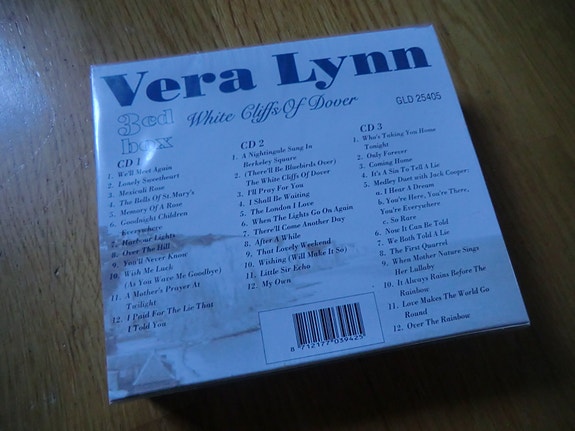 Vera Lynn
3cd
box
White Cliffs Of Dover
GLD 25405
CD 1
1. We'll Meet Again
2. Lonely Sweetheart
3. Mexicali Rose
4. The Bells Of St Mary's
5. Memory Of A Rose
6. Goodnight Children
Everywhere
7. Harbour Lights
8. Over The Hill
9. You'll Never Know
10. With Me Luck
(As You Wave Me Goodbye)
11. A Mother's Prayer At
Twilight
12. I Paid For The Lie That
I Told You
CD 2
1. A Nightingale Sang In
Berkeley Square
2. (There'll Be Bluebirds Over)
The White Cliffs Of Dover
3. I'll Pray For You
4. I Shall Be Waiting
5. The London I Love
6. When The Lights Go On Again
7. There'll Come Another Day
8. After A While
9. That Lovely Weekend
10. Wishing (Will Make It So)
11. Little Sir Echo
12. My Own
CD 3
1. Who's Taking You Home
Tonight
2. Only Forever
3. Coming Home
4. It's A Sin To Tell A Lie
5. Medley Duet with Jack Cooper:
a. I Hear A Dream
b. You're Here, You're There,
You're Everywhere
c. So Rare
6. Now It Can Be Told
7. We Both Told A Lie
8. The First Quarrel
9. When Mother Nature Sings
Her Lullaby
10. It Always Rains Before The
Rainbow
11. Love Makes The World Go
Round
12. Over The Rainbow
8 712177 039425